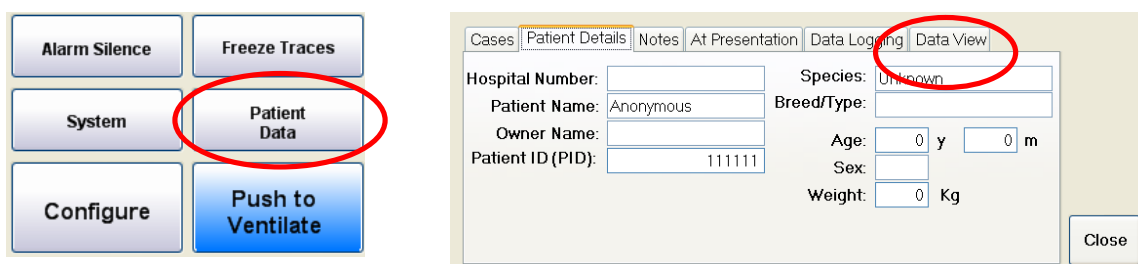 Alarm Silence
Freeze Traces
System
Patient
Data
Configure
Push to
Ventilate
Cases Patient Details Notes At Presentation Data Logging Data View
Hospital Number:
Species: Unknown
Patient Name: Anonymous
Breed/Type:
Owner Name:
Age: 0 y 0 m
Patient ID (PID): 111111
Sex:
Weight: 0 Kg
Close